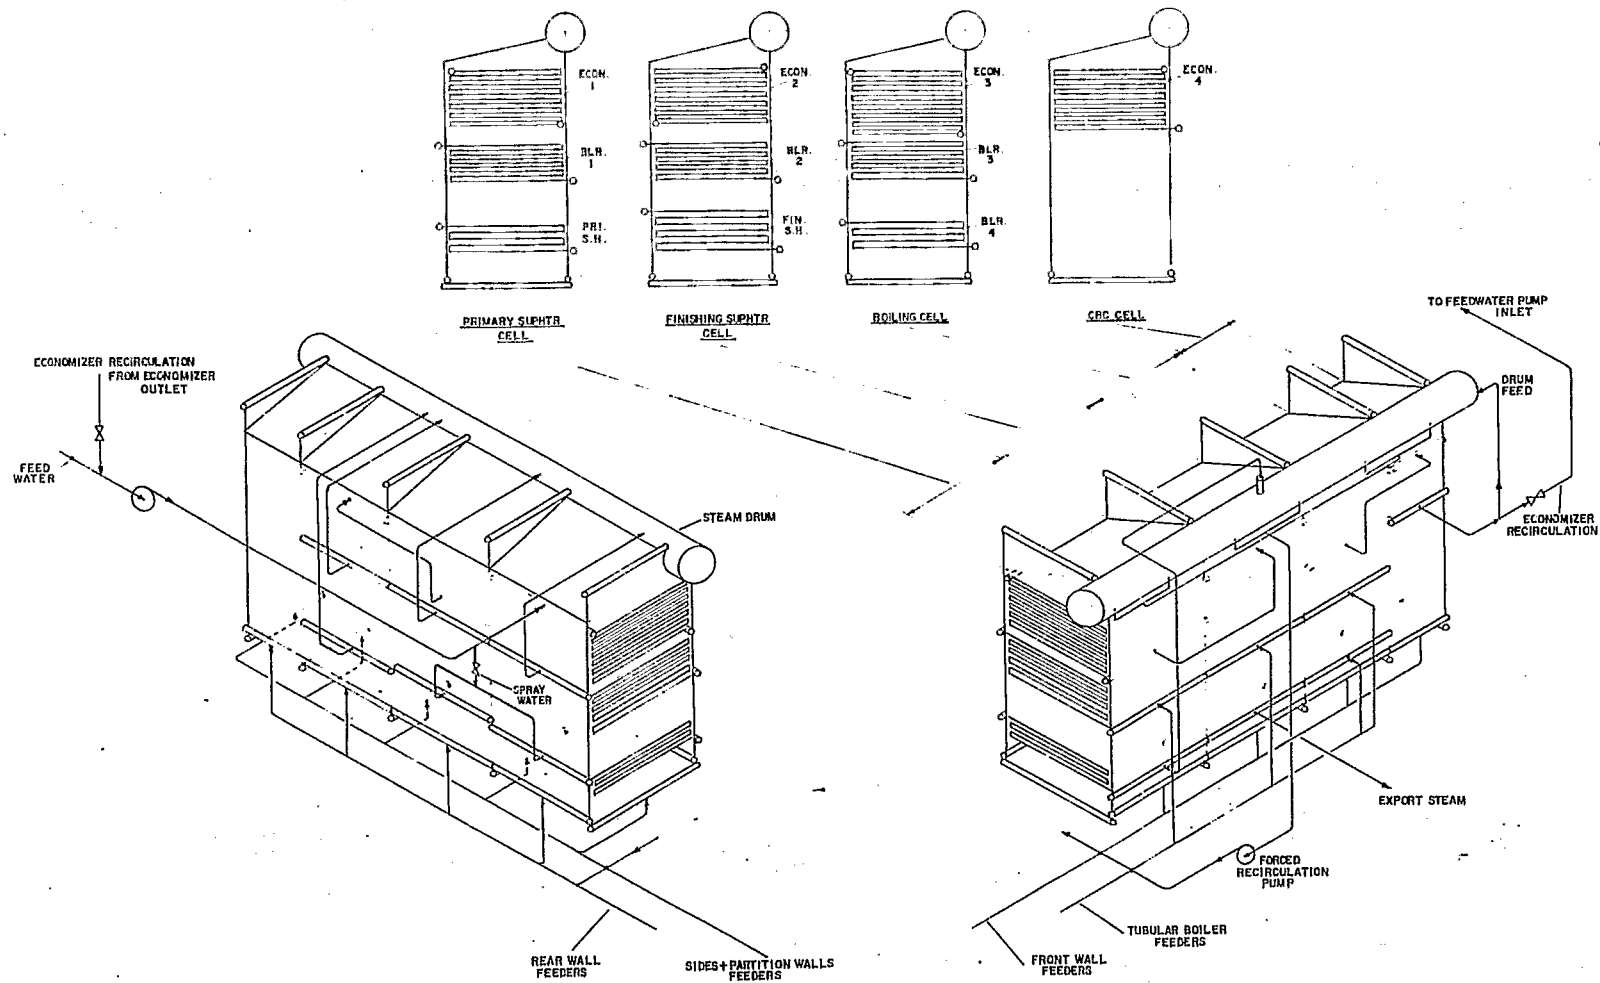 ECON.
1
BLR.
1
PRI.
S.H.
PRIMARY SUPHTR
CELL
ECON.
2
BLR.
2
FIN.
S.H.
FINISHING SUPHTR
CELL
ECON.
3
BLR.
3
BLR.
4
BOILING CELL
ECON.
4
CBC CELL
ECONOMIZER RECIRCULATION
FROM ECONOMIZER
OUTLET
FEED
WATER
STEAM DRUM
SPRAY
WATER
REAR WALL
FEEDERS
SIDES+PARTITION WALLS
FEEDERS
TO FEEDWATER PUMP
INLET
DRUM
FEED
ECONOMIZER
RECIRCULATION
EXPORT STEAM
FORCED
RECIRCULATION
PUMP
TUBULAR BOILER
FEEDERS
FRONT WALL
FEEDERS